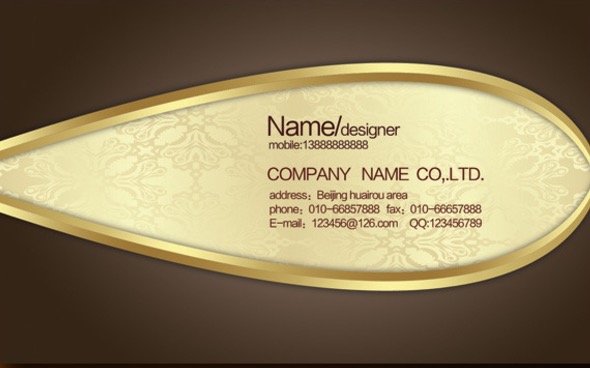 Name/designer
mobile:13888888888
COMPANY NAME CO,.LTD.
address: Beijing huairou area
phone: 010-66857888 fax: 010-66657888
E-mail: 123456@126.com QQ:123456789